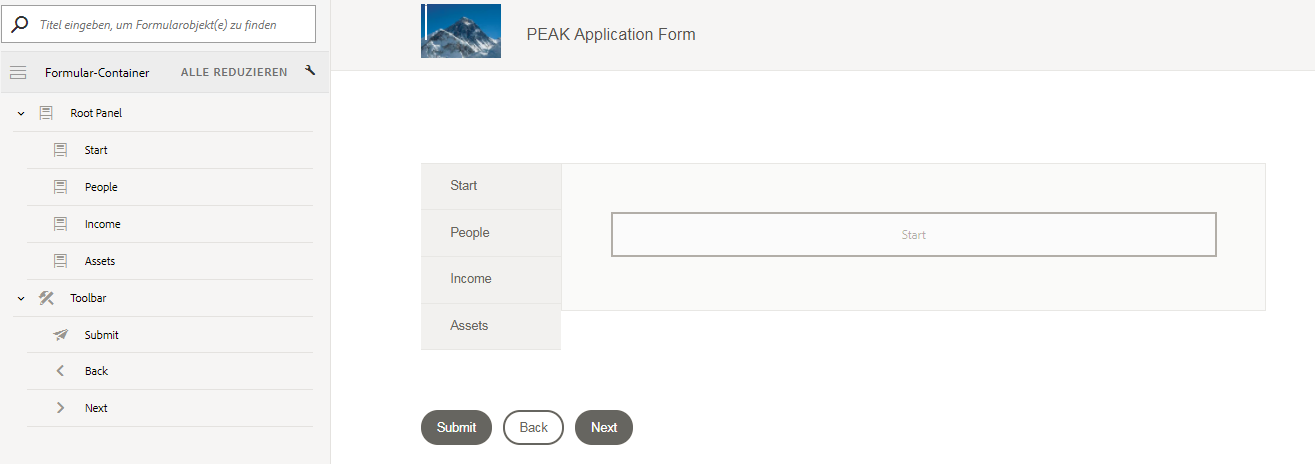 Titel eingeben, um Formularobjekt(e) zu finden
Formular-Container ALLE REDUZIEREN
Root Panel
Start
People
Income
Assets
Toolbar
Submit
Back
Next
PEAK Application Form
Start
People
Income
Assets
Start
Submit Back Next